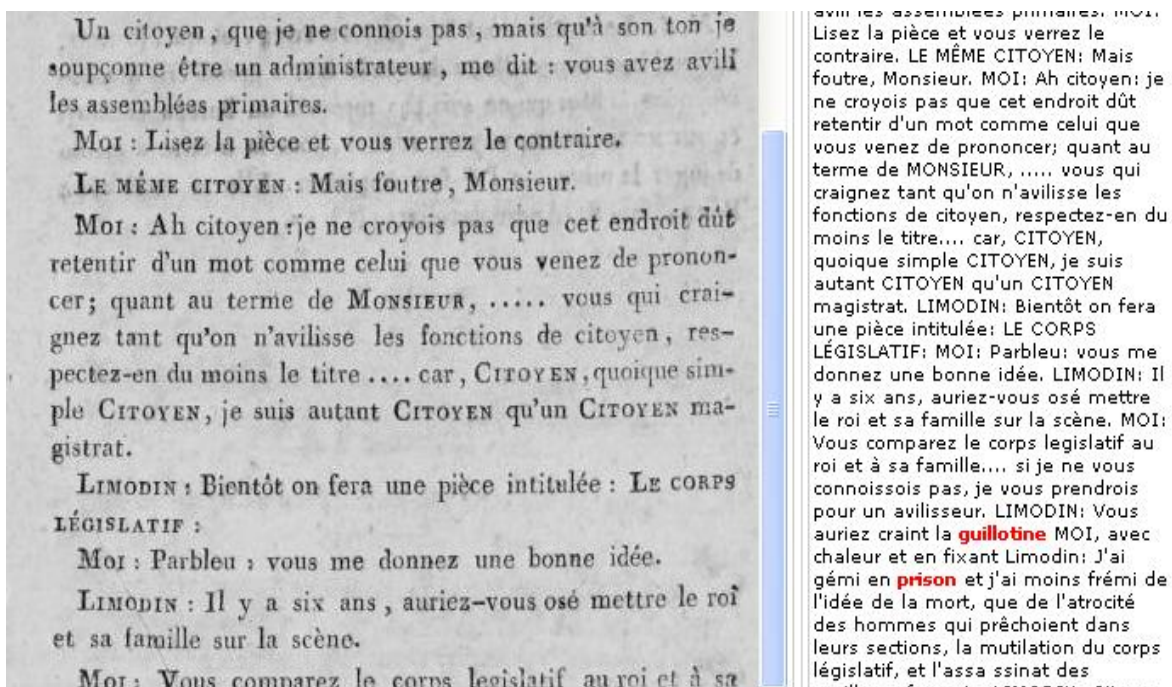 Un citoyen, que je ne connois pas, mais qu'à son ton je
soupçonne être un administrateur, me dit : vous avez avili
les assemblées primaires.
Moi : Lisez la pièce et vous verrez le contraire.
Le même citoyen : Mais foutre, Monsieur.
Moi : Ah citoyen : je ne croyois pas que cet endroit dût
retentir d'un mot comme celui que vous venez de pronon-
cer; quant au terme de Monsieur, ..... vous qui crai-
gnez tant qu'on n'avilisse les fonctions de citoyen, res-
pectez-en du moins le titre .... car, Citoyen, quoique sim-
ple Citoyen, je suis autant Citoyen qu'un Citoyen ma-
gistrat.
Limodin : Bientôt on fera une pièce intitulée : Le corps
législatif :
Moi : Parbleu : vous me donnez une bonne idée.
Limodin : Il y a six ans, auriez-vous osé mettre le roi
et sa famille sur la scène.
Moi : Vous comparez le corps legislatif au roi et à sa
avili les assemblées primaires. MOI:
Lisez la pièce et vous verrez le
contraire. LE MÊME CITOYEN: Mais
foutre, Monsieur. MOI: Ah citoyen: je
ne croyois pas que cet endroit dût
retentir d'un mot comme celui que
vous venez de prononcer; quant au
terme de MONSIEUR, ..... vous qui
craignez tant qu'on n'avilisse les
fonctions de citoyen, respectez-en du
moins le titre.... car, CITOYEN,
quoique simple CITOYEN, je suis
autant CITOYEN qu'un CITOYEN
magistrat. LIMODIN: Bientôt on fera
une pièce intitulée: LE CORPS
LÉGISLATIF: MOI: Parbleu: vous me
donnez une bonne idée. LIMODIN: Il
y a six ans, auriez-vous osé mettre
le roi et sa famille sur la scène. MOI:
Vous comparez le corps legislatif au
roi et à sa famille.... si je ne vous
connoissois pas, je vous prendrois
pour un avilisseur. LIMODIN: Vous
auriez craint la guillotine MOI, avec
chaleur et en fixant Limodin: J'ai
gémi en prison et j'ai moins frémi de
l'idée de la mort, que de l'atrocité
des hommes qui prêchoient dans
leurs sections, la mutilation du corps
législatif, et l'assa ssinat des